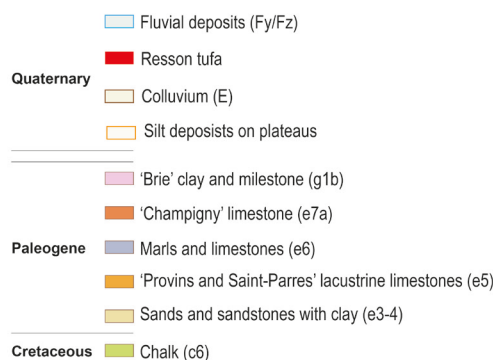 Fluvial deposits (Fy/Fz)
Resson tufa
Quaternary
Colluvium (E)
Silt deposists on plateaus
‘Brie’ clay and milestone (g1b)
‘Champigny’ limestone (e7a)
Paleogene
Marls and limestones (e6)
‘Provins and Saint-Parres’ lacustrine limestones (e5)
Sands and sandstones with clay (e3-4)
Cretaceous
Chalk (c6)